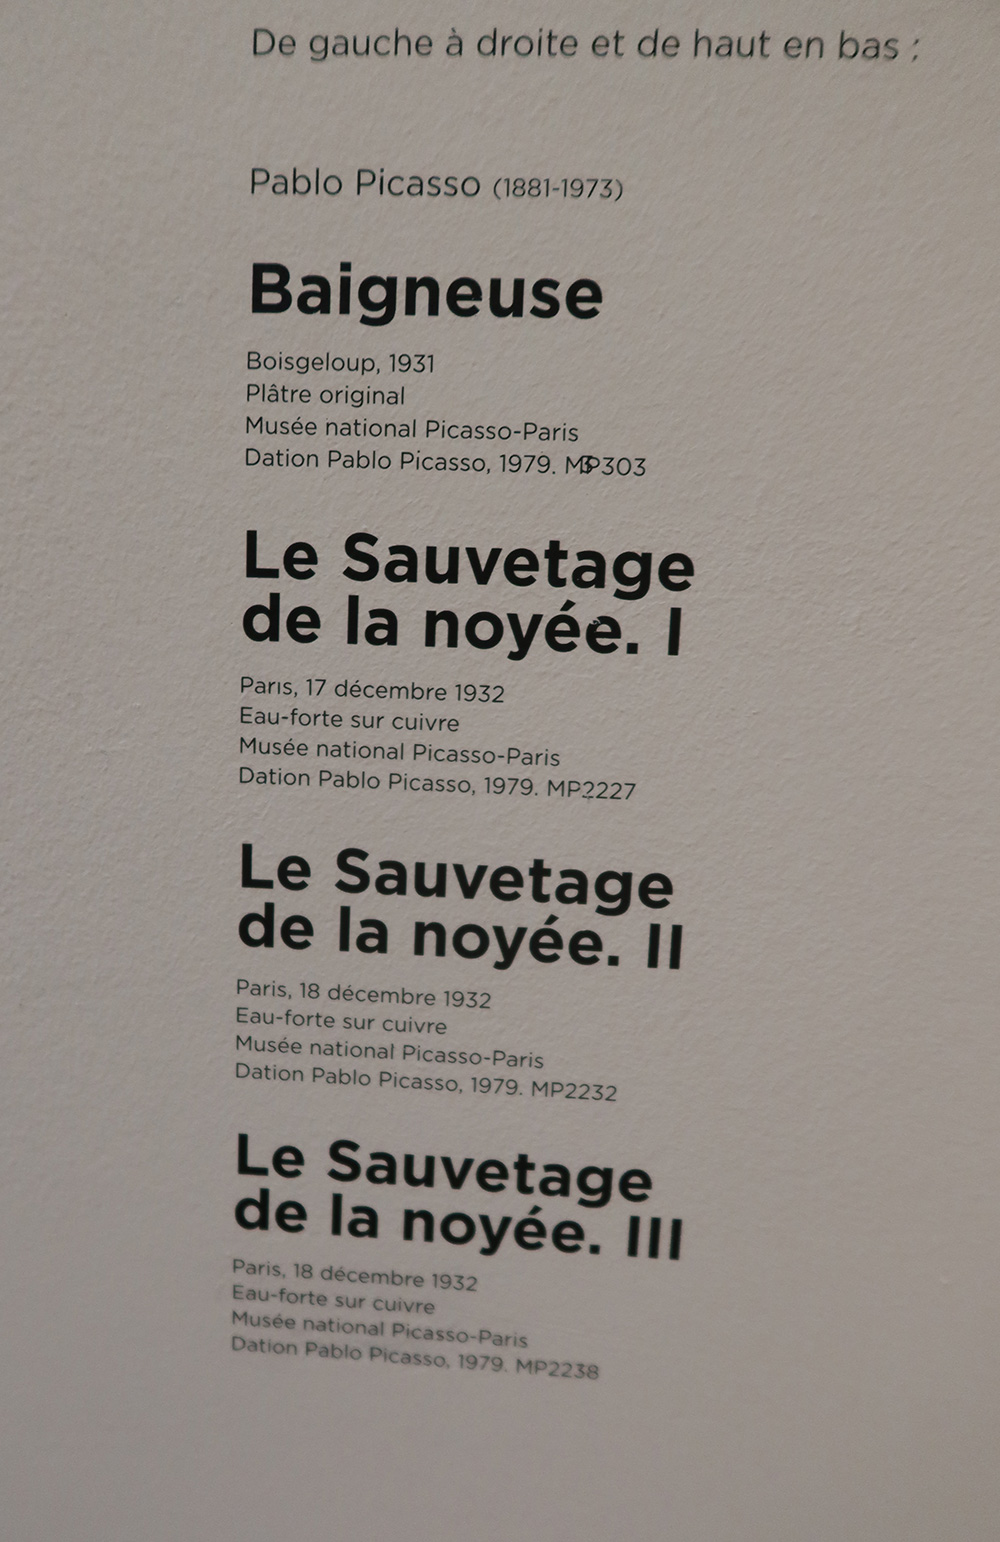 De gauche à droite et de haut en bas :
Pablo Picasso (1881-1973)
Baigneuse
Boisgeloup, 1931
Plâtre original
Musée national Picasso-Paris
Dation Pablo Picasso, 1979. MP303
Le Sauvetage
de la noyée. I
Paris, 17 décembre 1932
Eau-forte sur cuivre
Musée national Picasso-Paris
Dation Pablo Picasso, 1979. MP2227
Le Sauvetage
de la noyée. II
Paris, 18 décembre 1932
Eau-forte sur cuivre
Musée national Picasso-Paris
Dation Pablo Picasso, 1979. MP2232
Le Sauvetage
de la noyée. III
Paris, 18 décembre 1932
Eau-forte sur cuivre
Musée national Picasso-Paris
Dation Pablo Picasso, 1979. MP2238